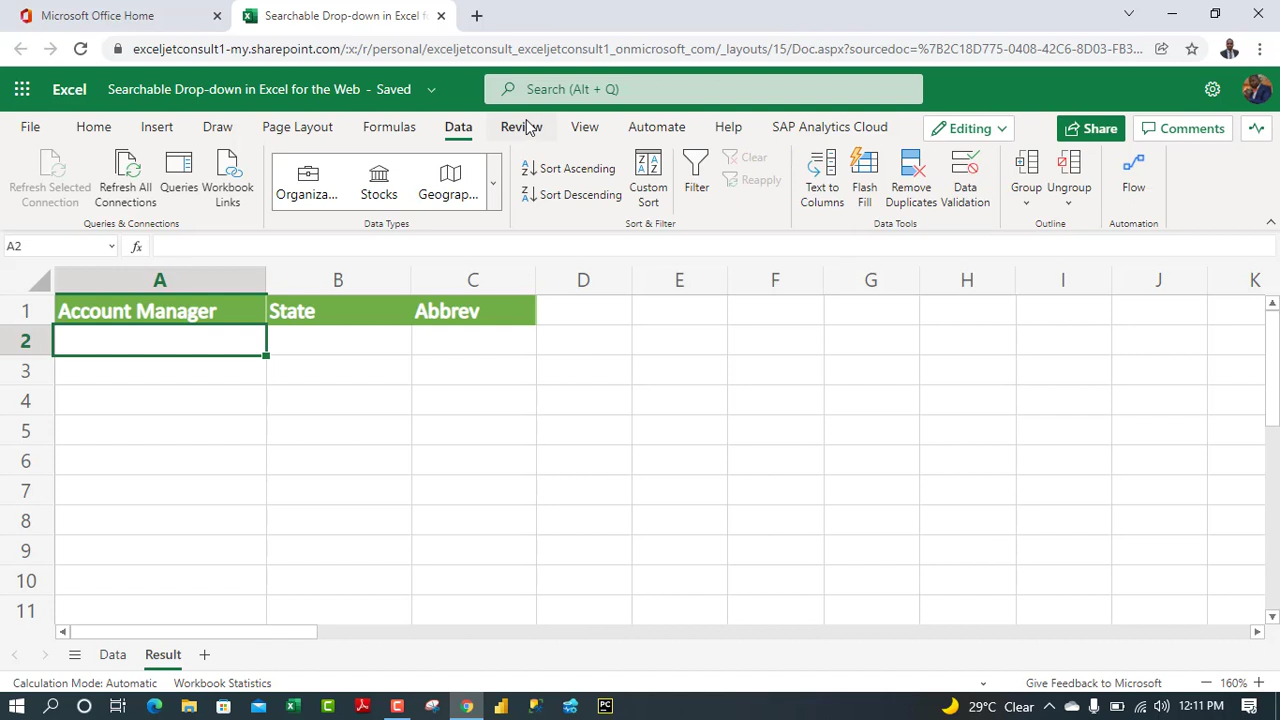 Microsoft Office Home
Searchable Drop-down in Excel f
exceljetconsult1-my.sharepoint.com/:x:/r/personal/exceljetconsult_exceljetconsult1_onmicrosoft_com/_layouts/15/Doc.aspx?sourcedoc=%7B2C18D775-0408-42C6-8D03-FB3...
Excel
Searchable Drop-down in Excel for the Web - Saved
Search (Alt + Q)
File Home Insert Draw Page Layout Formulas Data Review View Automate Help SAP Analytics Cloud
Editing
Share
Comments
Refresh Selected Connection
Refresh All Connections
Queries
Workbook Links
Queries & Connections
Organiza...
Stocks
Geograp...
Data Types
Sort Ascending
Sort Descending
Custom Sort
Filter
Clear
Reapply
Sort & Filter
Text to Columns
Flash Fill
Remove Duplicates
Data Validation
Data Tools
Group
Ungroup
Outline
Flow
Automation
A2
fx
A B C D E F G H I J K
1 Account Manager State Abbrev
2
3
4
5
6
7
8
9
10
11
Data
Result
Calculation Mode: Automatic
Workbook Statistics
Give Feedback to Microsoft
160%
PC
29°C Clear
12:11 PM